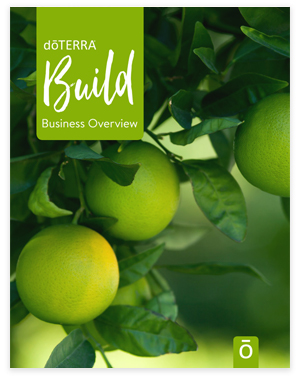 dōTERRA
Build
Business Overview
ō